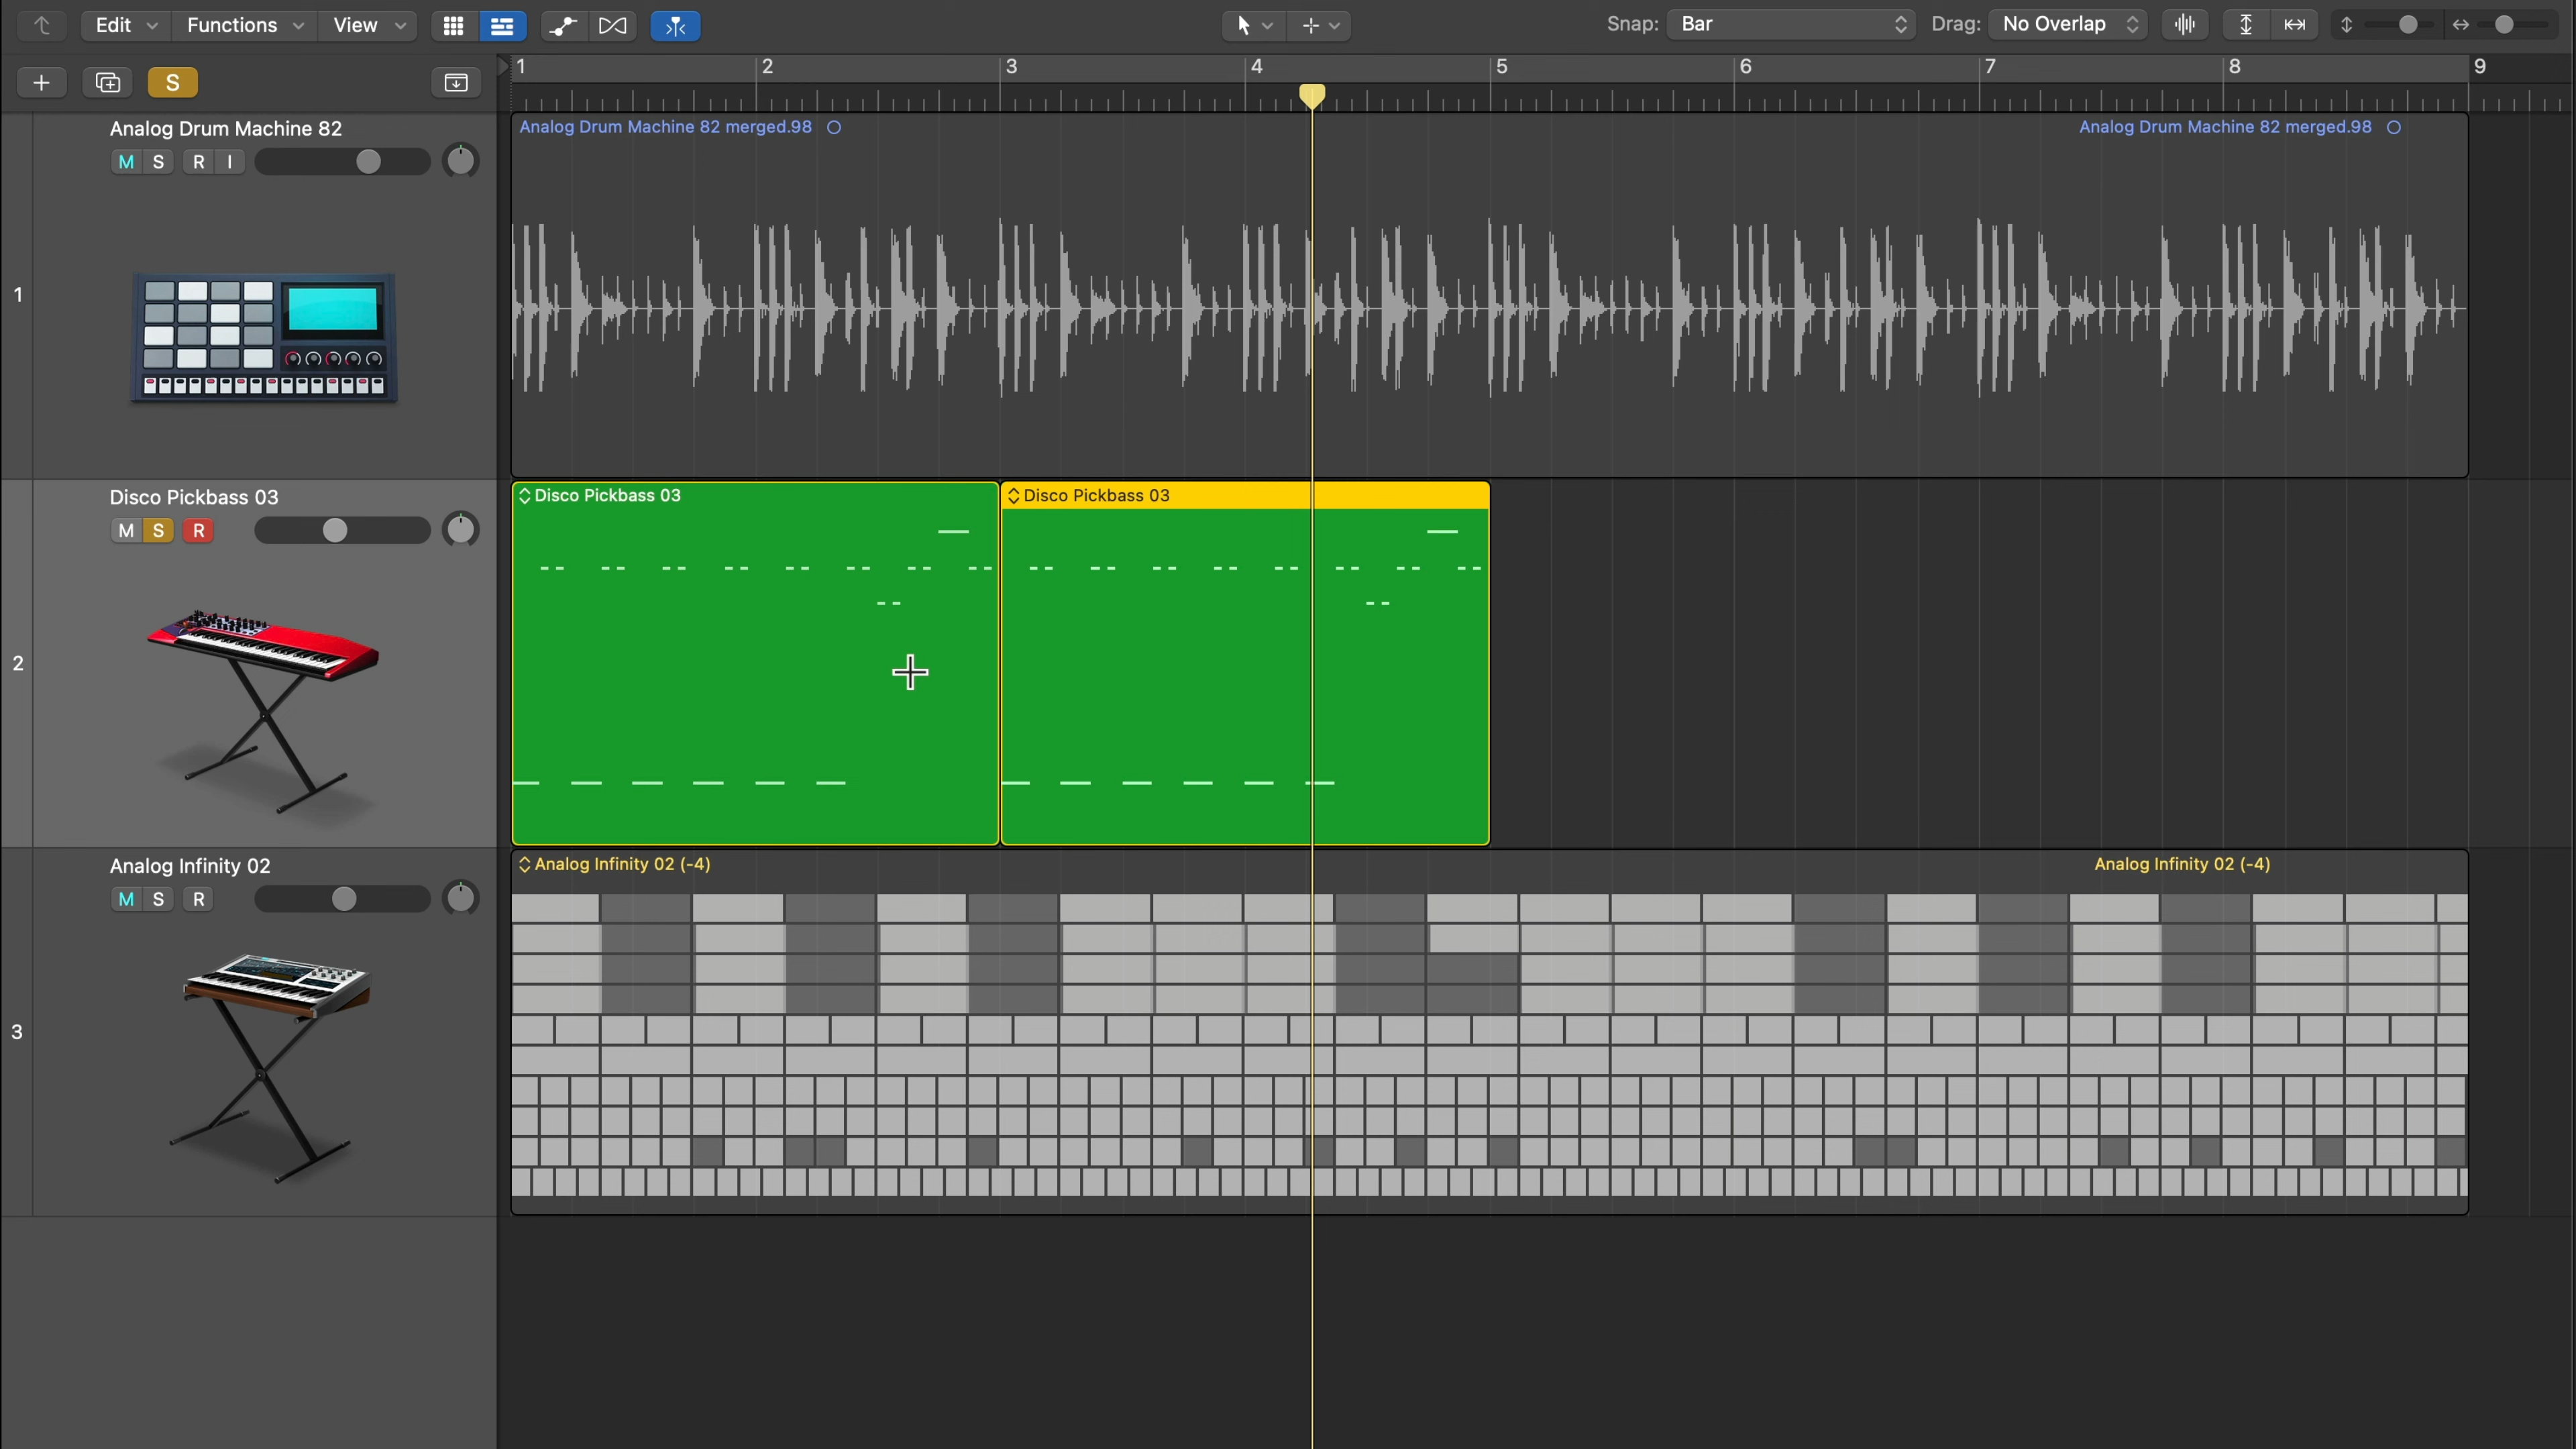 Edit Functions View Snap: Bar Drag: No Overlap
S 1 2 3 4 5 6 7 8 9
Analog Drum Machine 82
M S R I
1
Analog Drum Machine 82 merged.98 Analog Drum Machine 82 merged.98
Disco Pickbass 03
M S R
2
Disco Pickbass 03 Disco Pickbass 03
Analog Infinity 02
M S R
3
Analog Infinity 02 (-4) Analog Infinity 02 (-4)